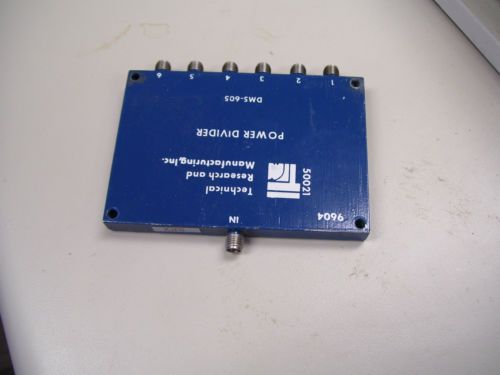 IN
9604
50021
Technical
Research and
Manufacturing, Inc.
POWER DIVIDER
DMS-605
1 2 3 4 5 6